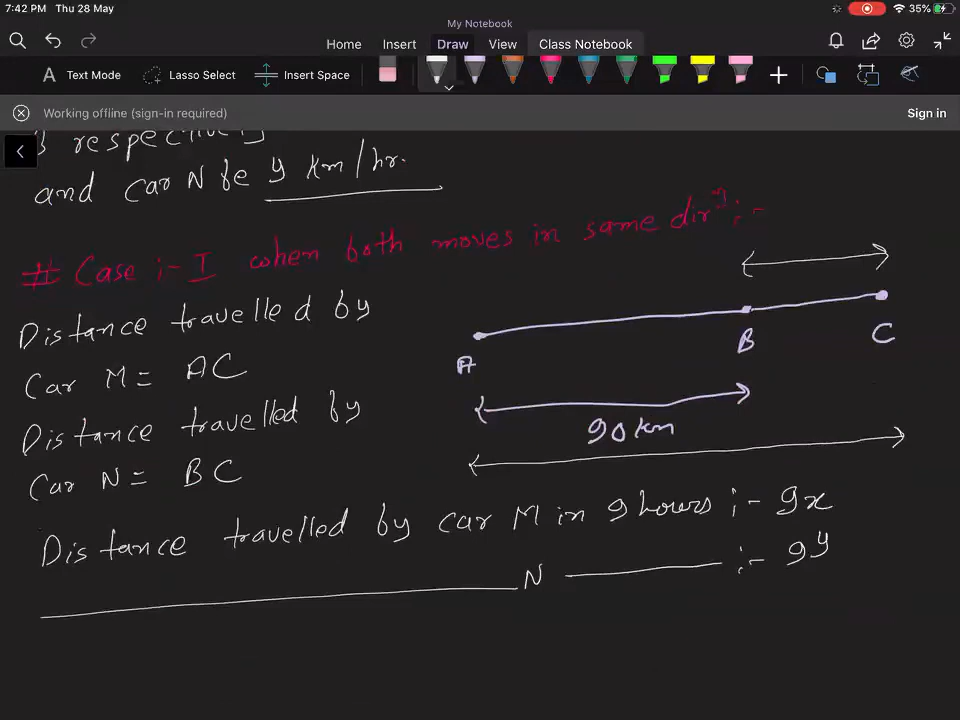 7:42 PM Thu 28 May
35%
My Notebook
Home Insert Draw View Class Notebook
A Text Mode Lasso Select Insert Space
Working offline (sign-in required) Sign in
respectively
and car N be y km/hr.
# Case :- I when both moves in same dirⁿ :-
Distance travelled by
Car M = AC
Distance travelled by
Car N = BC
A B C
90 km
Distance travelled by car M in 9 hours :- 9x
N :- 9y